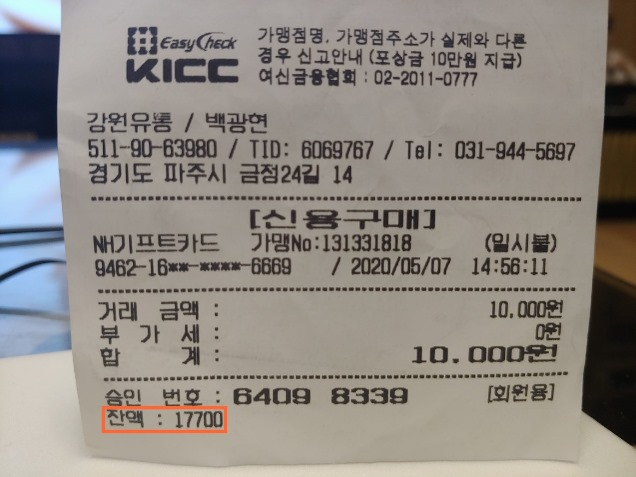 EasyCheck
KICC
가맹점명, 가맹점주소가 실제와 다른
경우 신고안내 (포상금 10만원 지급)
여신금융협회 : 02-2011-0777
강원유통 / 백광현
511-90-63980 / TID: 6069767 / Tel: 031-944-5697
경기도 파주시 금정24길 14
[신용구매]
NH기프트카드 가맹No:131331818 (일시불)
9462-16**-****-6669 / 2020/05/07 14:56:11
거래 금액 : 10,000원
부 가 세 : 0원
합 계 : 10,000원
승인 번호 : 6409 8339 [회원용]
잔액 : 17700